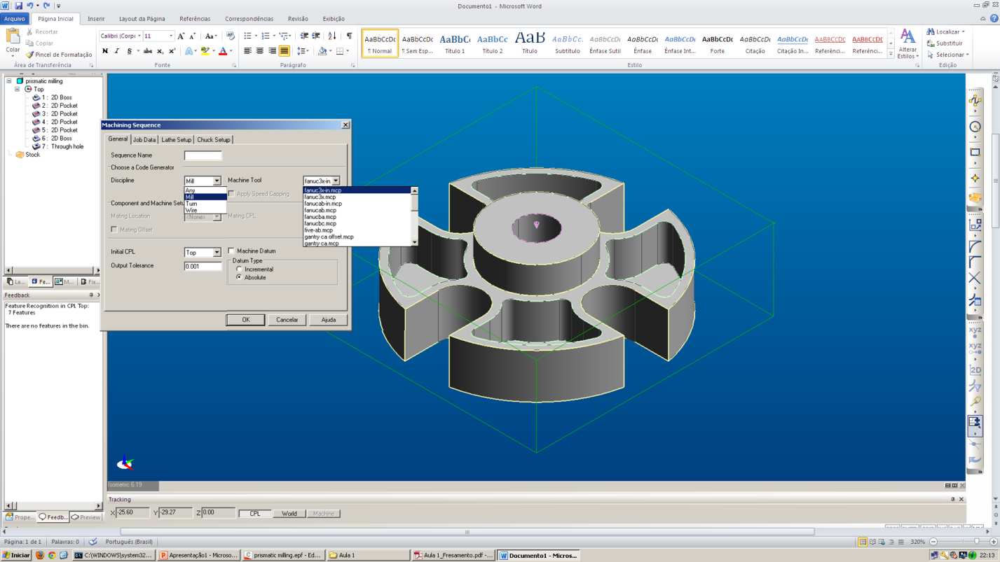 Documento1 - Microsoft Word
Arquivo Página Inicial Inserir Layout da Página Referências Correspondências Revisão Exibição
Colar
Recortar
Copiar
Pincel de Formatação
Área de Transferência
Calibri (Corpo 11
N I S abc x₂ x²
Fonte
Parágrafo
AaBbCcDc AaBbCcDc AaBbC AaBbCc AaB AaBbCc. AaBbCcDc AaBbCcDc AaBbCcDc AaBbCcDc AaBbCcDc AaBbCcDc AABBCCDC AABBCCDC
¶ Normal ¶ Sem Esp... Título 1 Título 2 Título Subtítulo Ênfase Sutil Ênfase Ênfase Int... Forte Citação Citação In... Referênci... Referênci...
Estilo
Alterar Estilos
Localizar
Substituir
Selecionar
Edição
prismatic milling
Top
1 : 2D Boss
2 : 2D Pocket
3 : 2D Pocket
4 : 2D Pocket
5 : 2D Pocket
6 : 2D Boss
7 : Through hole
Stock
La... Fe... M... Fix...
Feedback
Feature Recognition in CPL Top:
7 Features
There are no features in the bin.
Prope... Feedb... Preview
Machining Sequence
General Job Data Lathe Setup Chuck Setup
Sequence Name
Choose a Code Generator
Discipline Mill Machine Tool fanuc3x-in.
Any
Mill
Turn
Wire
Apply Speed Capping
fanuc3x-in.mcp
fanuc3x.mcp
fanucab-in.mcp
fanucab.mcp
fanucba.mcp
fanucbc.mcp
five-ab.mcp
gantry ca offset.mcp
gantry ca.mcp
Component and Machine Setu
Mating Location <None> Mating CPL
Mating Offset
Initial CPL Top Machine Datum
Output Tolerance 0.001
Datum Type
Incremental
Absolute
OK Cancelar Ajuda
Isometric 6.19
Tracking
X -25.60 Y -29.27 Z 0.00 CPL World Machine
xyz
xyz
2D
Página: 1 de 1 Palavras: 0 Português (Brasil) 320%
Iniciar C:\WINDOWS\system32... Apresentação1 - Microso... prismatic milling.epf - Ed... Aula 1 Aula 1_Fresamento.pdf -... Documento1 - Micros... 22:13